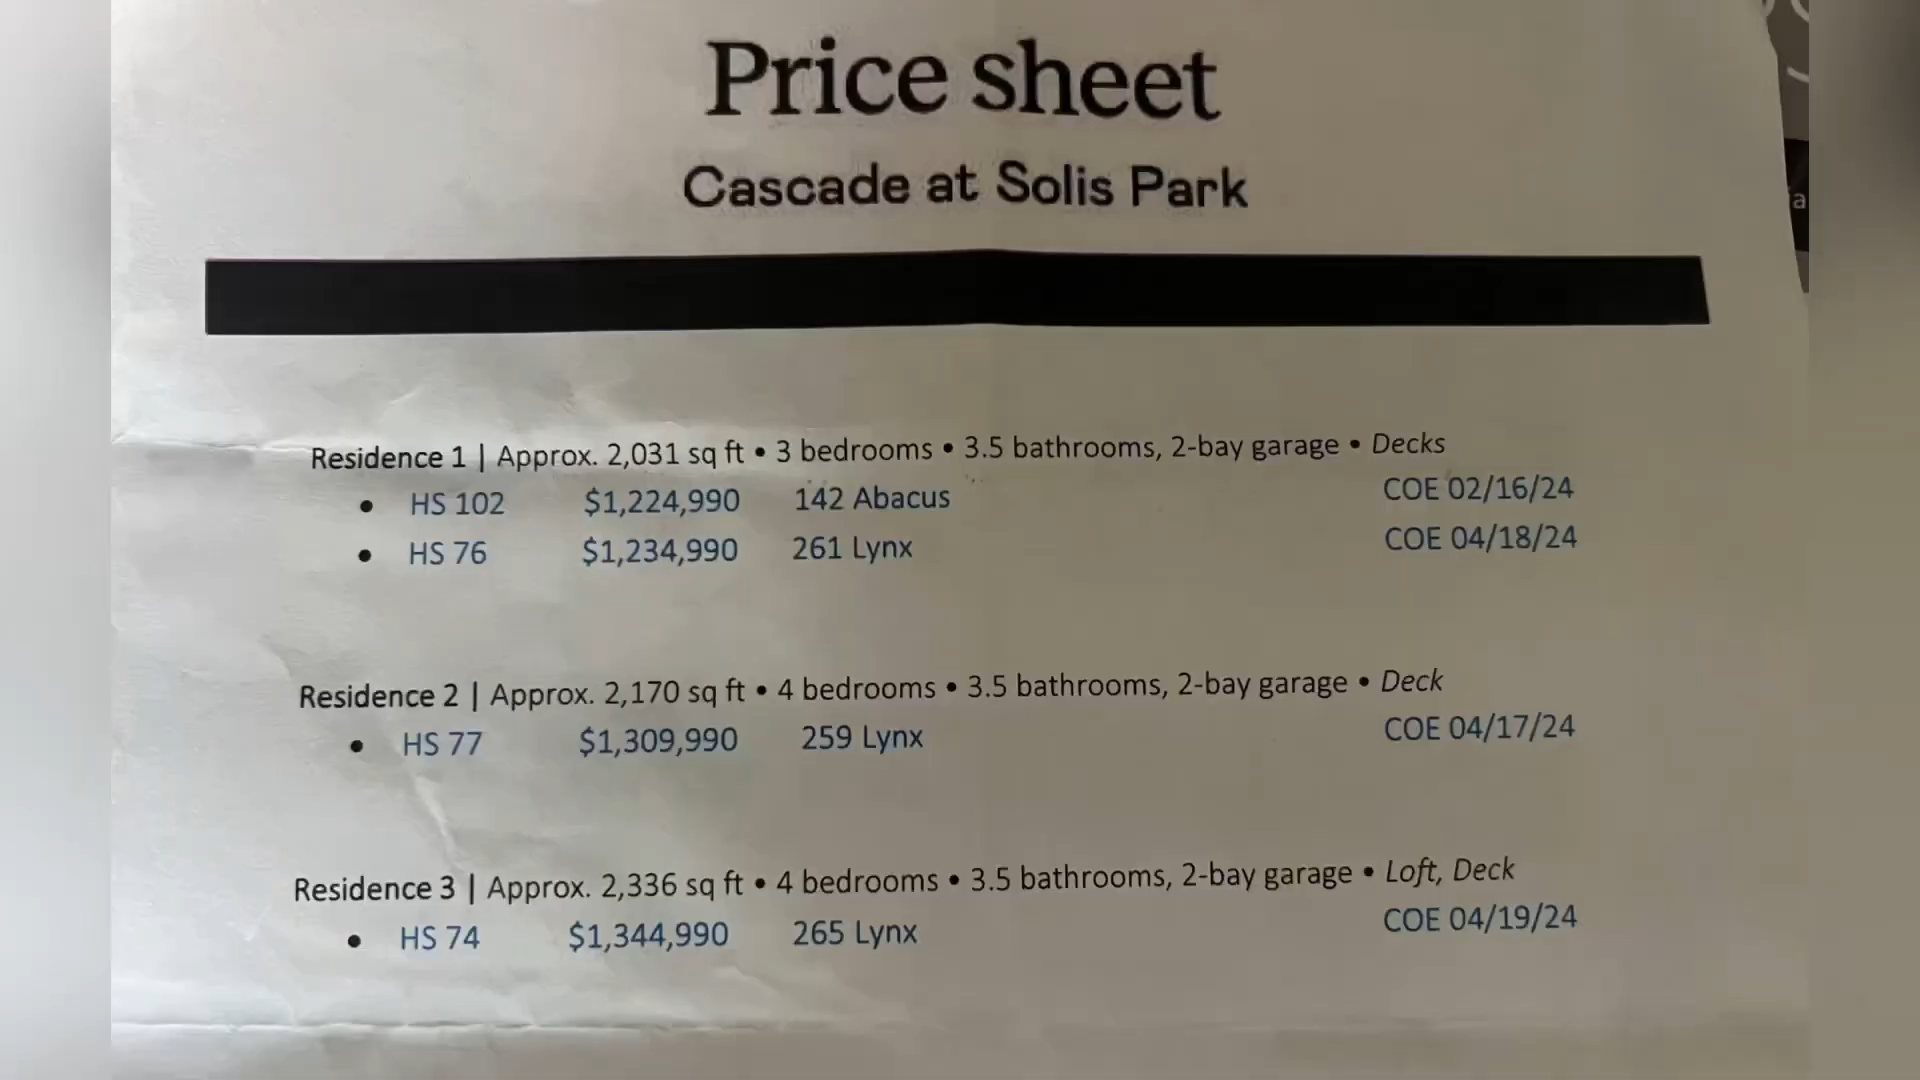 Price sheet
Cascade at Solis Park
Residence 1 | Approx. 2,031 sq ft • 3 bedrooms • 3.5 bathrooms, 2-bay garage • Decks
• HS 102 $1,224,990 142 Abacus COE 02/16/24
• HS 76 $1,234,990 261 Lynx COE 04/18/24
Residence 2 | Approx. 2,170 sq ft • 4 bedrooms • 3.5 bathrooms, 2-bay garage • Deck
• HS 77 $1,309,990 259 Lynx COE 04/17/24
Residence 3 | Approx. 2,336 sq ft • 4 bedrooms • 3.5 bathrooms, 2-bay garage • Loft, Deck
• HS 74 $1,344,990 265 Lynx COE 04/19/24